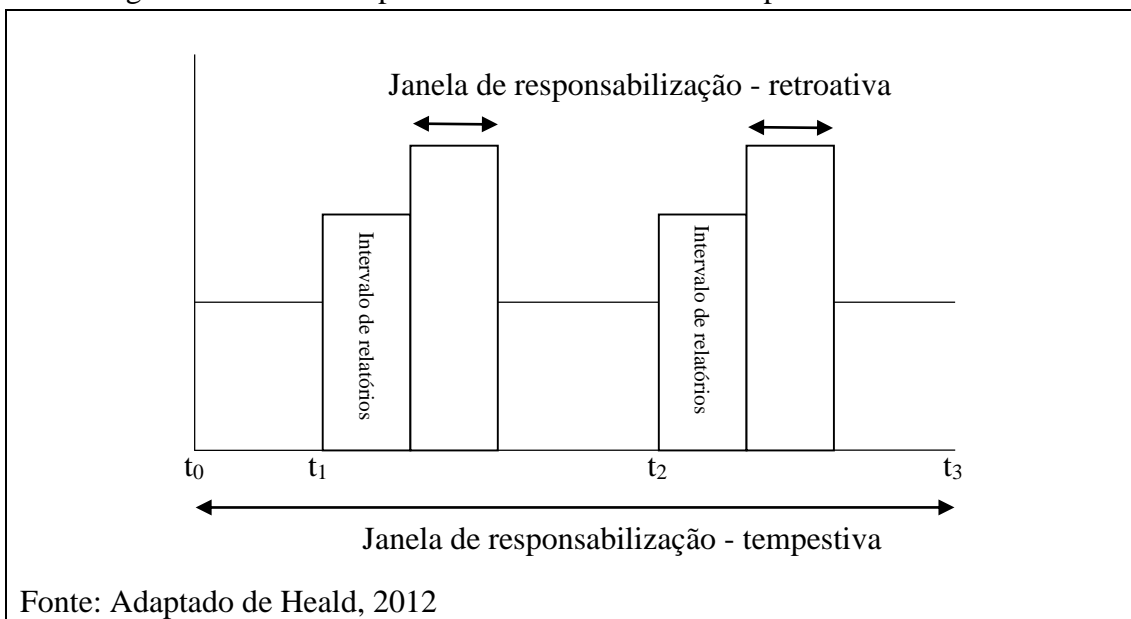 Janela de responsabilização - retroativa
Intervalo de relatórios
Intervalo de relatórios
t₀ t₁ t₂ t₃
Janela de responsabilização - tempestiva
Fonte: Adaptado de Heald, 2012